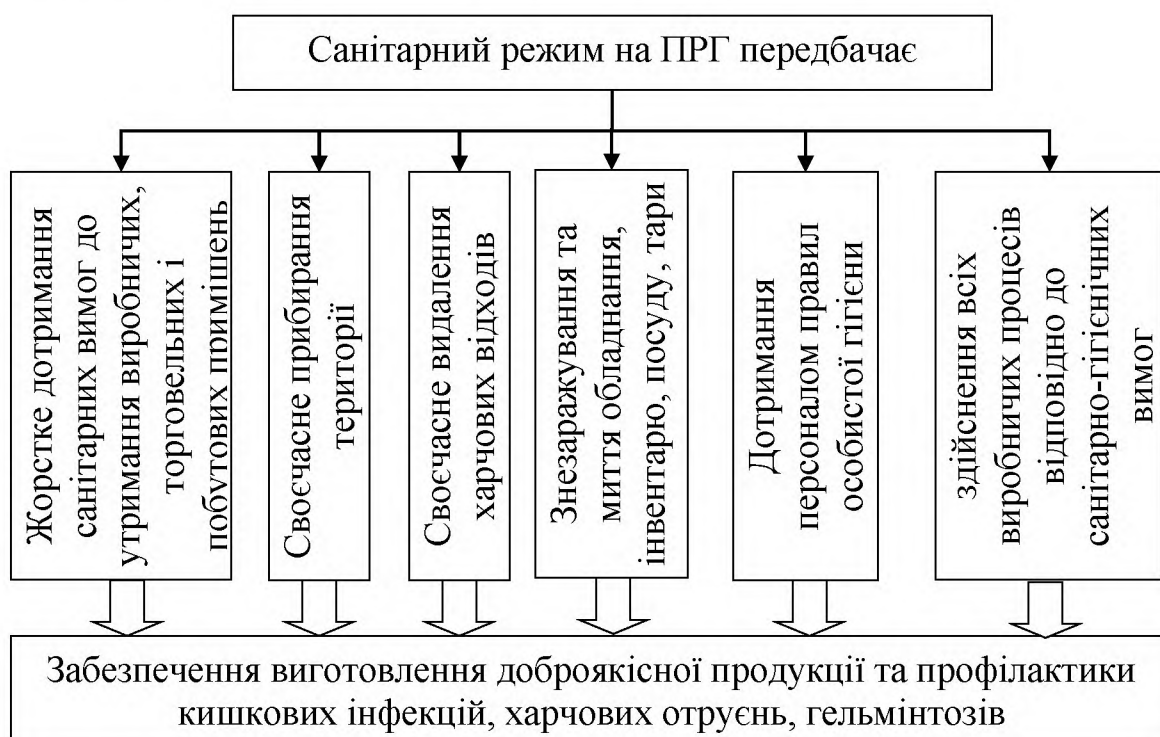 Санітарний режим на ПРГ передбачає
Жорстке дотримання
санітарних вимог до
утримання виробничих,
торговельних і
побутових примішень
Своєчасне прибирання
території
Своєчасне видалення
харчових відходів
Знезаражування та
миття обладнання,
інвентарю, посуду, тари
Дотримання
персоналом правил
особистої гігієни
здійснення всіх
виробничих процесів
відповідно до
санітарно-гігієнічних
вимог
Забезпечення виготовлення доброякісної продукції та профілактики
кишкових інфекцій, харчових отруєнь, гельмінтозів